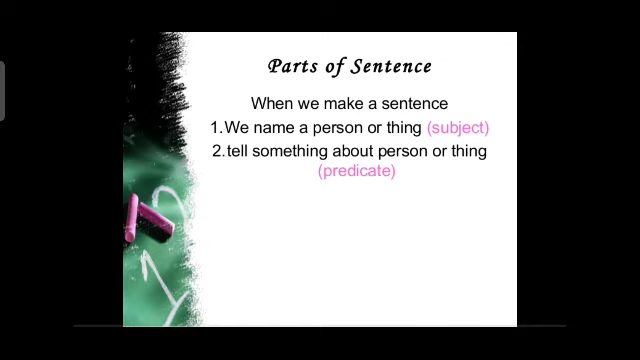 Parts of Sentence
When we make a sentence
1.We name a person or thing (subject)
2.tell something about person or thing
(predicate)